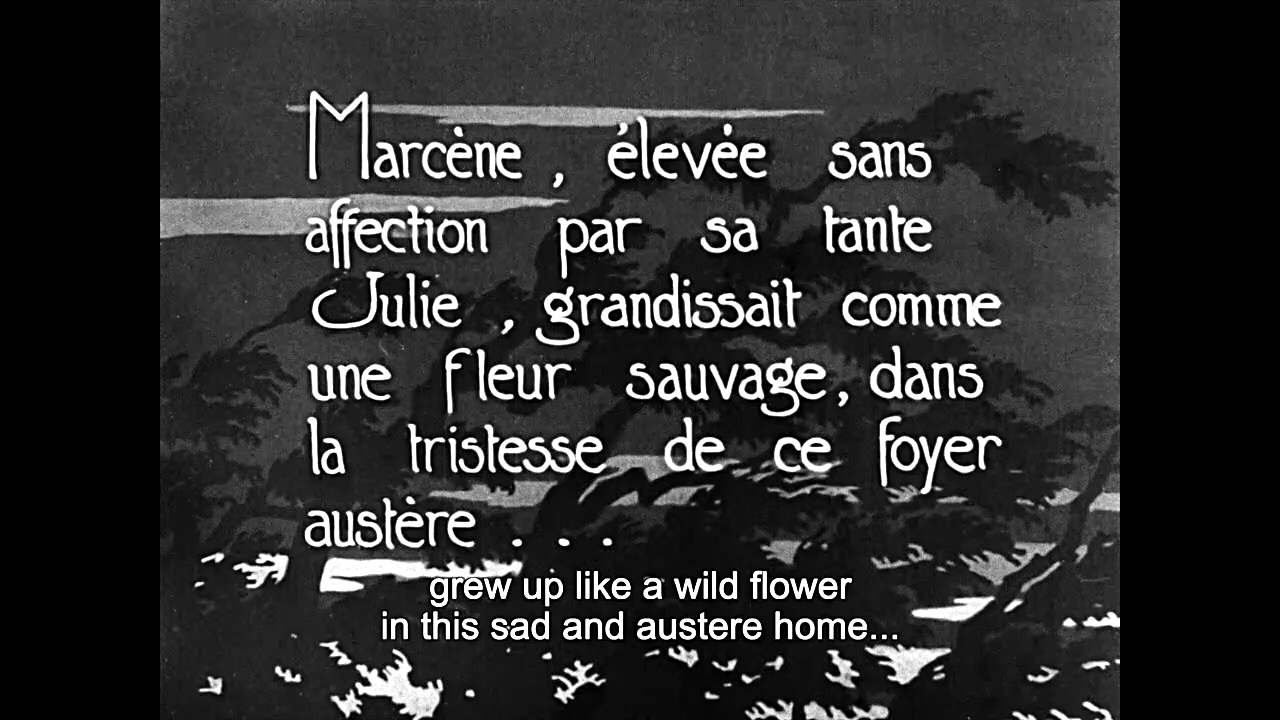 Marcène, élevée sans
affection par sa tante
Julie, grandissait comme
une fleur sauvage, dans
la tristesse de ce foyer
austère...
grew up like a wild flower
in this sad and austere home...